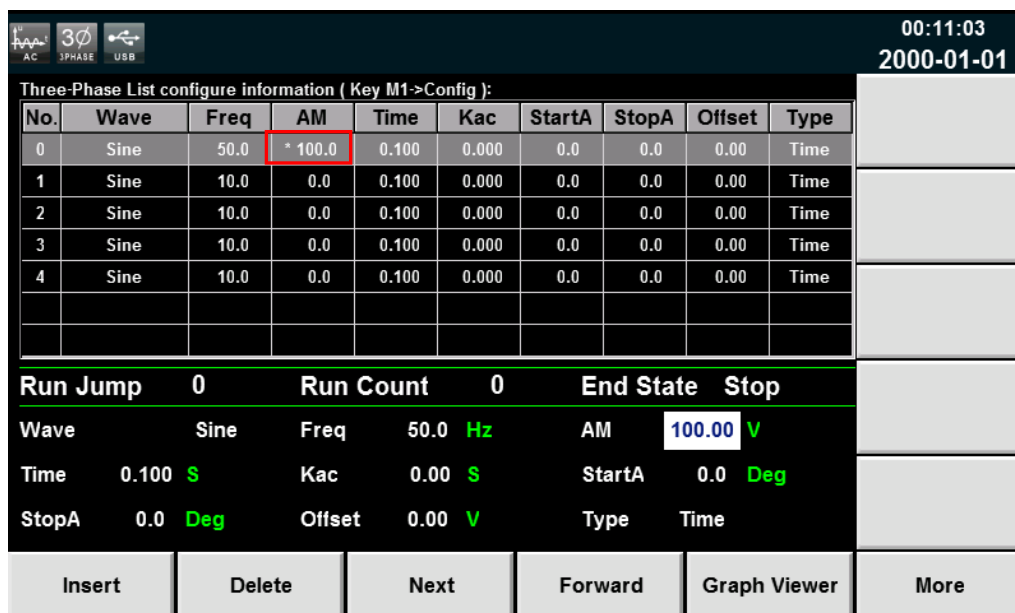 U t
AC 3Ø 3PHASE USB 00:11:03
2000-01-01
Three-Phase List configure information ( Key M1->Config ):
No. Wave Freq AM Time Kac StartA StopA Offset Type
0 Sine 50.0 * 100.0 0.100 0.000 0.0 0.0 0.00 Time
1 Sine 10.0 0.0 0.100 0.000 0.0 0.0 0.00 Time
2 Sine 10.0 0.0 0.100 0.000 0.0 0.0 0.00 Time
3 Sine 10.0 0.0 0.100 0.000 0.0 0.0 0.00 Time
4 Sine 10.0 0.0 0.100 0.000 0.0 0.0 0.00 Time
Run Jump 0 Run Count 0 End State Stop
Wave Sine Freq 50.0 Hz AM 100.00 V
Time 0.100 S Kac 0.00 S StartA 0.0 Deg
StopA 0.0 Deg Offset 0.00 V Type Time
Insert Delete Next Forward Graph Viewer More